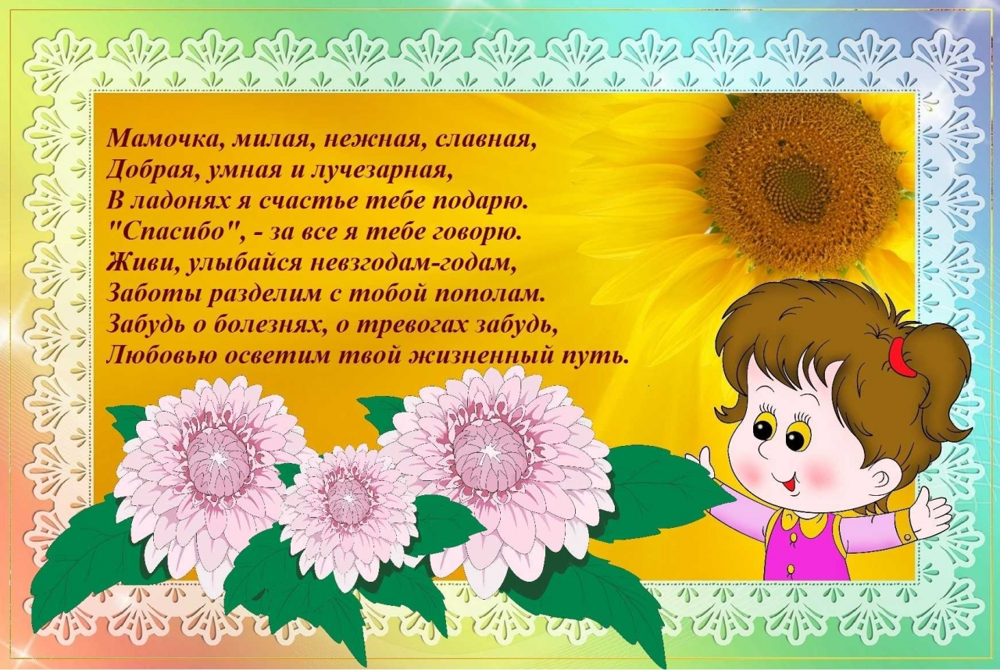 Мамочка, милая, нежная, славная,
Добрая, умная и лучезарная,
В ладонях я счастье тебе подарю.
"Спасибо", - за все я тебе говорю.
Живи, улыбайся невзгодам-годам,
Заботы разделим с тобой пополам.
Забудь о болезнях, о тревогах забудь,
Любовью осветим твой жизненный путь.